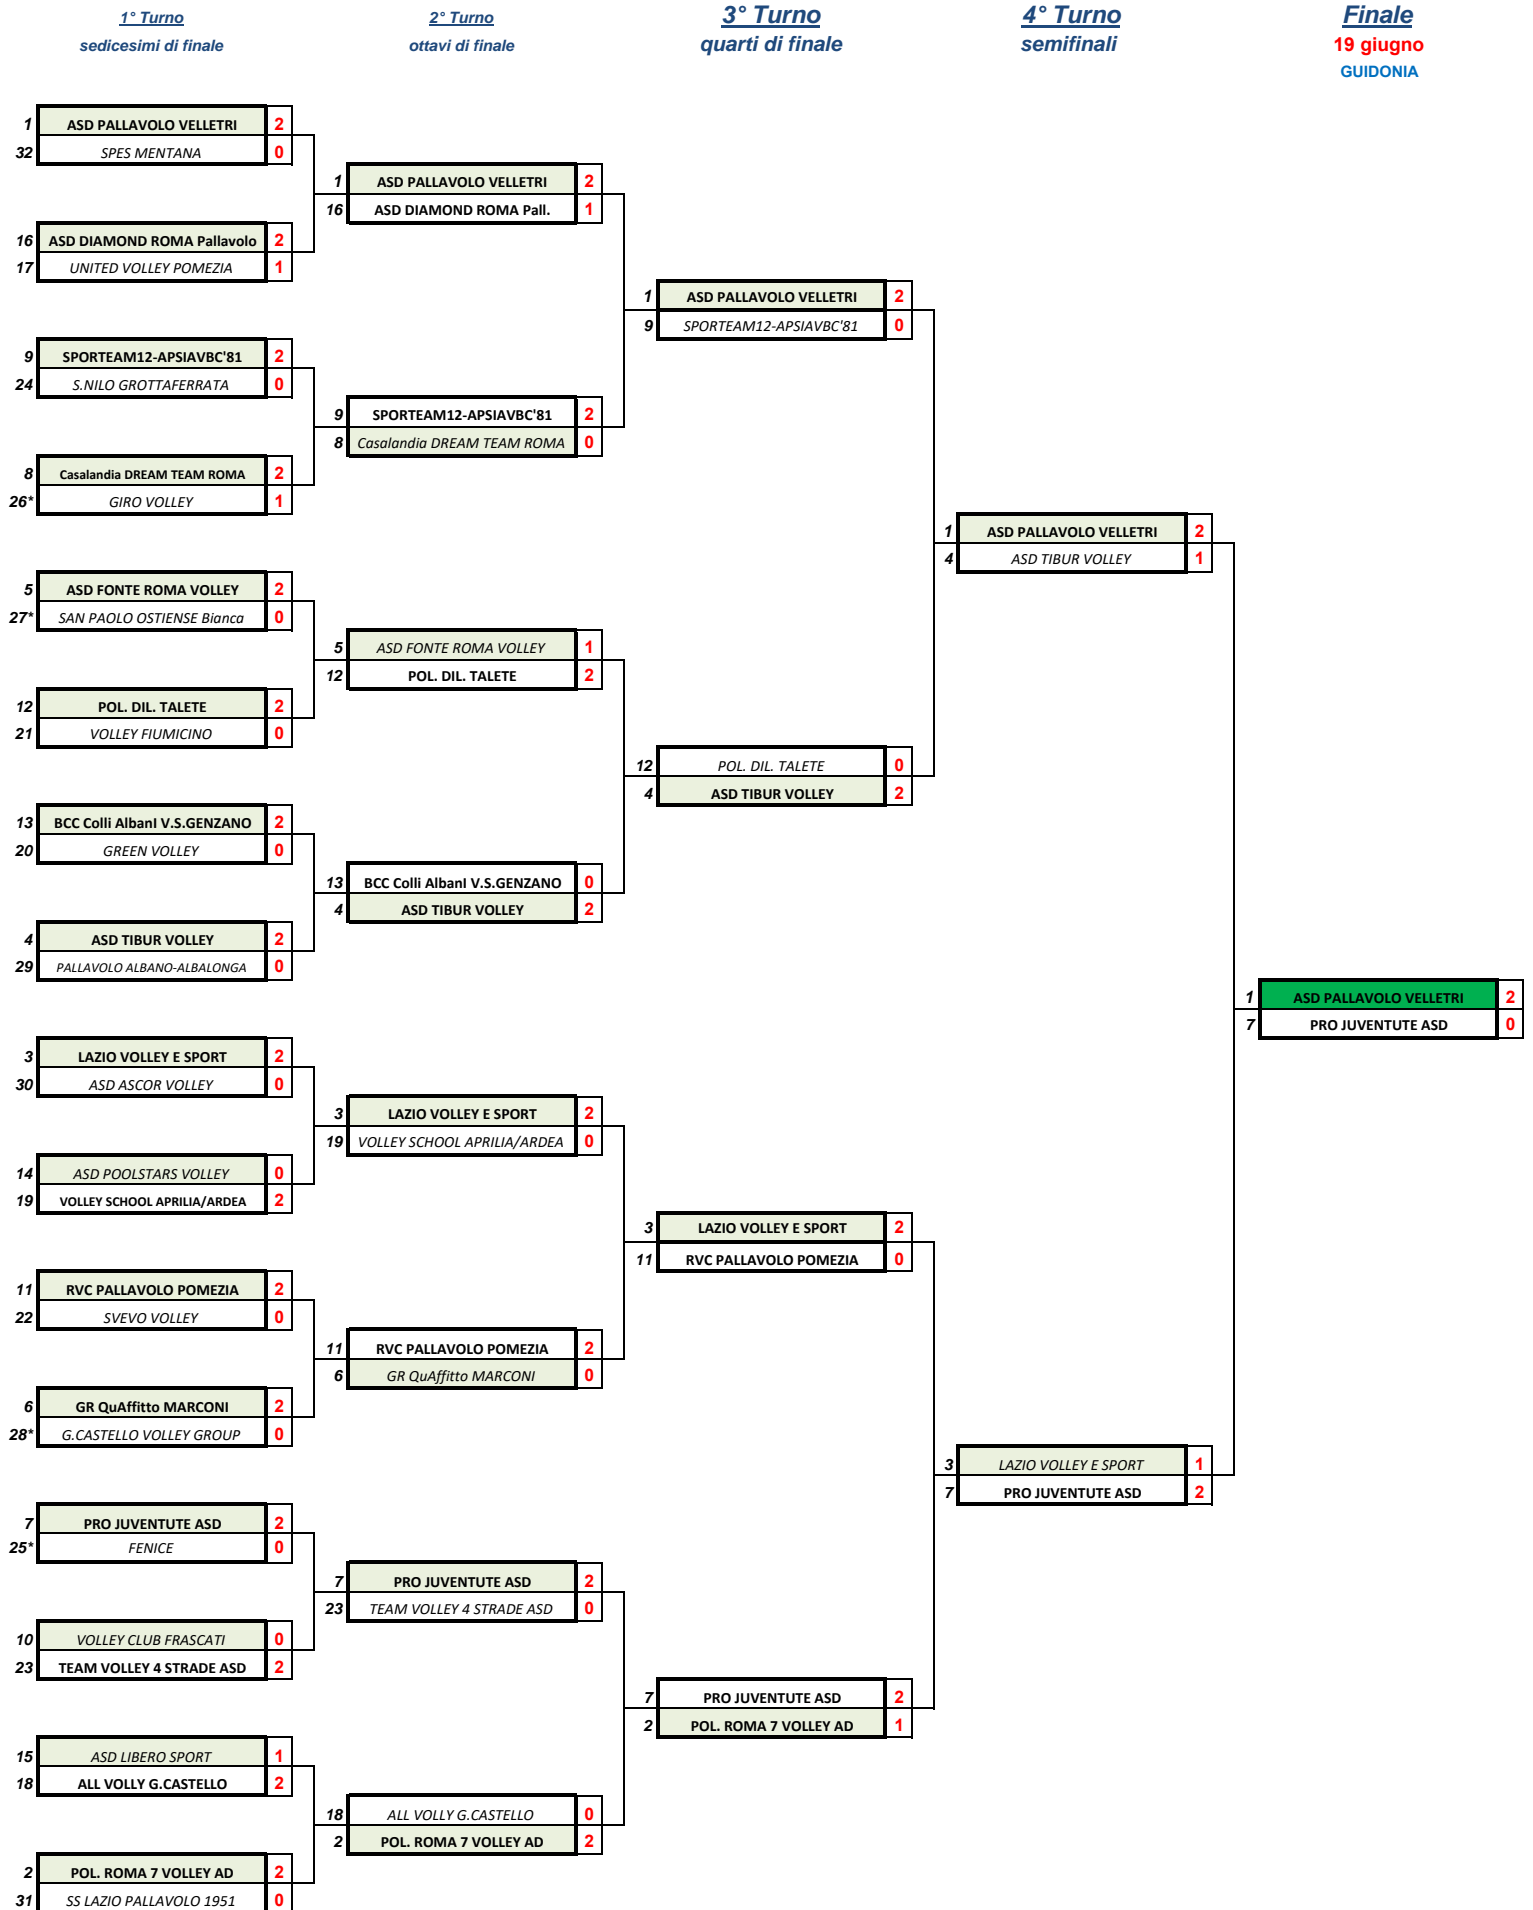 1° Turno
sedicesimi di finale
2° Turno
ottavi di finale
3° Turno
quarti di finale
4° Turno
semifinali
Finale
19 giugno
GUIDONIA
1 ASD PALLAVOLO VELLETRI 2
32 SPES MENTANA 0
16 ASD DIAMOND ROMA Pallavolo 2
17 UNITED VOLLEY POMEZIA 1
9 SPORTEAM12-APSIAVBC'81 2
24 S.NILO GROTTAFERRATA 0
8 Casalandia DREAM TEAM ROMA 2
26* GIRO VOLLEY 1
5 ASD FONTE ROMA VOLLEY 2
27* SAN PAOLO OSTIENSE Bianca 0
12 POL. DIL. TALETE 2
21 VOLLEY FIUMICINO 0
13 BCC Colli AlbanI V.S.GENZANO 2
20 GREEN VOLLEY 0
4 ASD TIBUR VOLLEY 2
29 PALLAVOLO ALBANO-ALBALONGA 0
3 LAZIO VOLLEY E SPORT 2
30 ASD ASCOR VOLLEY 0
14 ASD POOLSTARS VOLLEY 0
19 VOLLEY SCHOOL APRILIA/ARDEA 2
11 RVC PALLAVOLO POMEZIA 2
22 SVEVO VOLLEY 0
6 GR QuAffitto MARCONI 2
28* G.CASTELLO VOLLEY GROUP 0
7 PRO JUVENTUTE ASD 2
25* FENICE 0
10 VOLLEY CLUB FRASCATI 0
23 TEAM VOLLEY 4 STRADE ASD 2
15 ASD LIBERO SPORT 1
18 ALL VOLLY G.CASTELLO 2
2 POL. ROMA 7 VOLLEY AD 2
31 SS LAZIO PALLAVOLO 1951 0
1 ASD PALLAVOLO VELLETRI 2
16 ASD DIAMOND ROMA Pall. 1
9 SPORTEAM12-APSIAVBC'81 2
8 Casalandia DREAM TEAM ROMA 0
5 ASD FONTE ROMA VOLLEY 1
12 POL. DIL. TALETE 2
13 BCC Colli AlbanI V.S.GENZANO 0
4 ASD TIBUR VOLLEY 2
3 LAZIO VOLLEY E SPORT 2
19 VOLLEY SCHOOL APRILIA/ARDEA 0
11 RVC PALLAVOLO POMEZIA 2
6 GR QuAffitto MARCONI 0
7 PRO JUVENTUTE ASD 2
23 TEAM VOLLEY 4 STRADE ASD 0
18 ALL VOLLY G.CASTELLO 0
2 POL. ROMA 7 VOLLEY AD 2
1 ASD PALLAVOLO VELLETRI 2
9 SPORTEAM12-APSIAVBC'81 0
12 POL. DIL. TALETE 0
4 ASD TIBUR VOLLEY 2
3 LAZIO VOLLEY E SPORT 2
11 RVC PALLAVOLO POMEZIA 0
7 PRO JUVENTUTE ASD 2
2 POL. ROMA 7 VOLLEY AD 1
1 ASD PALLAVOLO VELLETRI 2
4 ASD TIBUR VOLLEY 1
3 LAZIO VOLLEY E SPORT 1
7 PRO JUVENTUTE ASD 2
1 ASD PALLAVOLO VELLETRI 2
7 PRO JUVENTUTE ASD 0